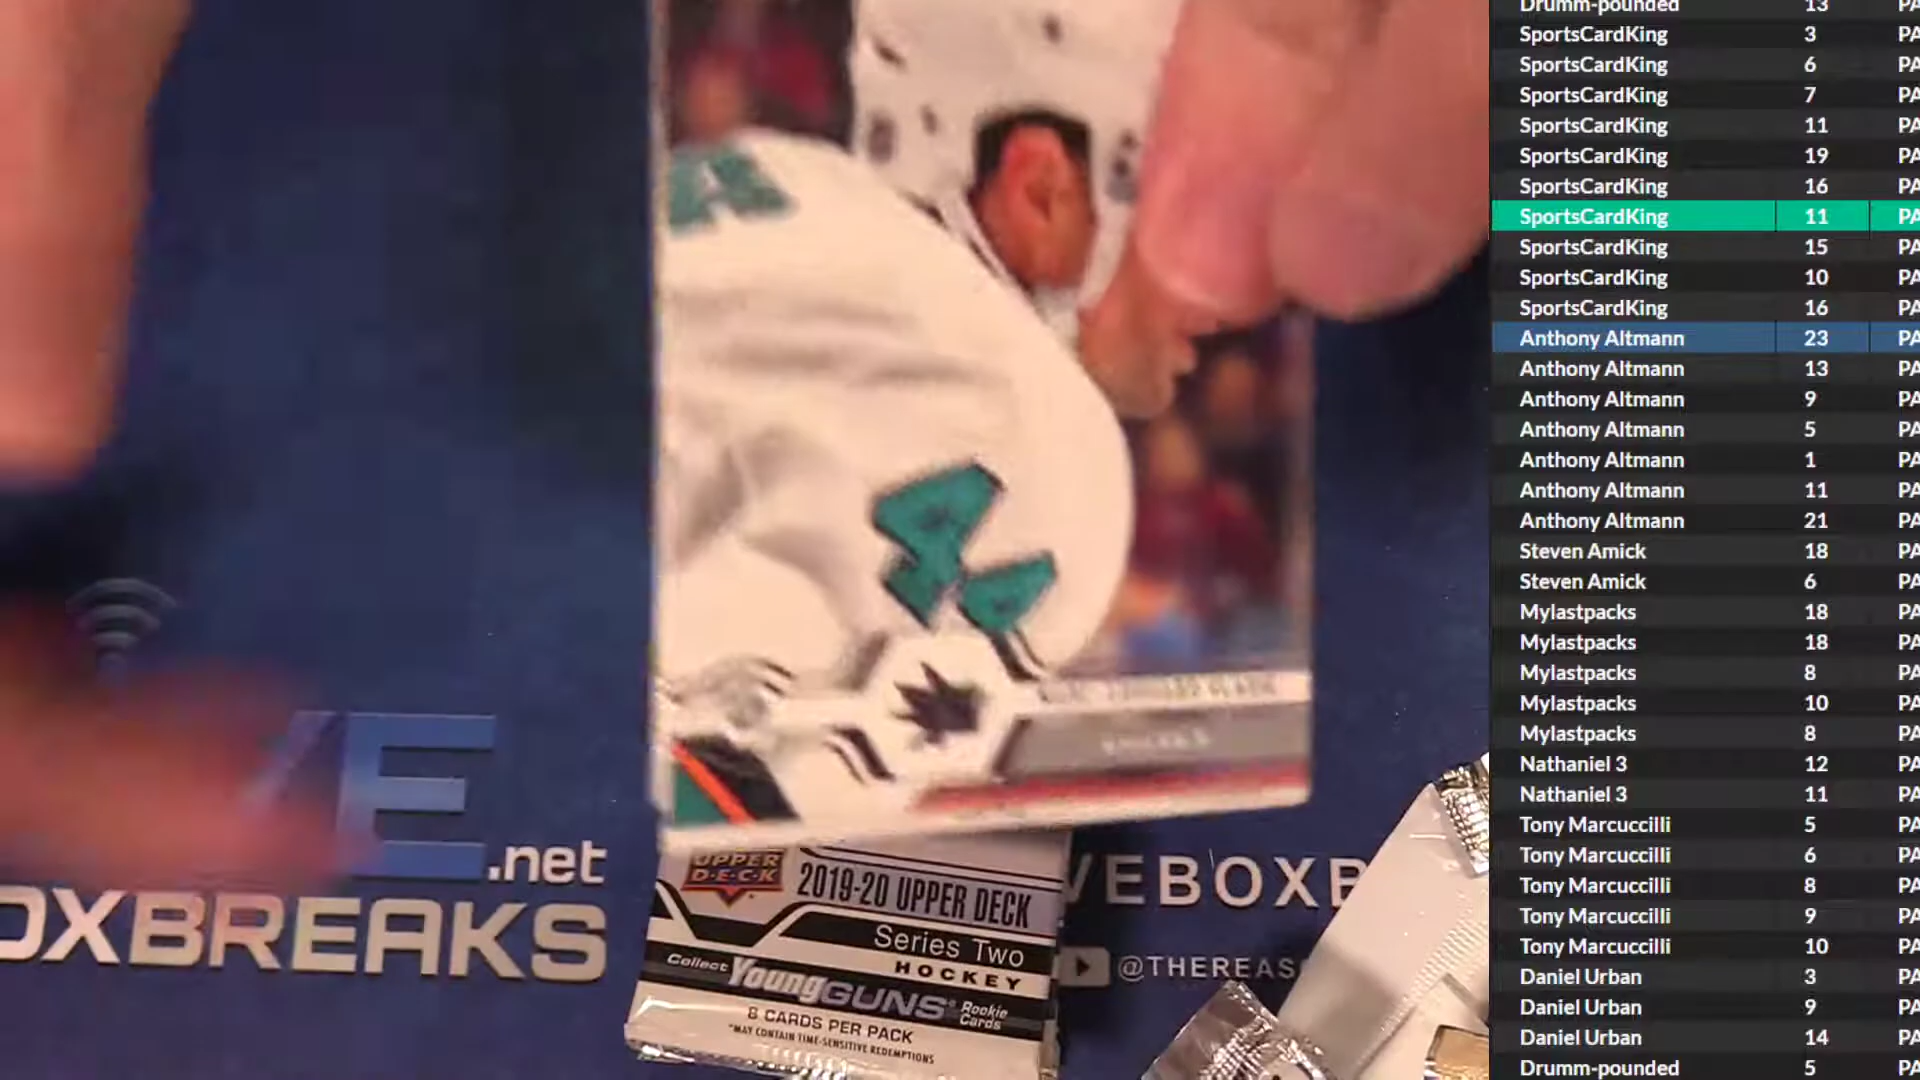 A
SHARKS
UPPER
DECK
2019-20 UPPER DECK
Series Two
HOCKEY
Collect Young GUNS® Rookie
Cards
8 CARDS PER PACK
*MAY CONTAIN TIME-SENSITIVE REDEMPTIONS
VE.net
OXBREAKS
VEBOXB
@THEREAS
Drumm-pounded 13 PA
SportsCardKing 3 PA
SportsCardKing 6 PA
SportsCardKing 7 PA
SportsCardKing 11 PA
SportsCardKing 19 PA
SportsCardKing 16 PA
SportsCardKing 11 PA
SportsCardKing 15 PA
SportsCardKing 10 PA
SportsCardKing 16 PA
Anthony Altmann 23 PA
Anthony Altmann 13 PA
Anthony Altmann 9 PA
Anthony Altmann 5 PA
Anthony Altmann 1 PA
Anthony Altmann 11 PA
Anthony Altmann 21 PA
Steven Amick 18 PA
Steven Amick 6 PA
Mylastpacks 18 PA
Mylastpacks 18 PA
Mylastpacks 8 PA
Mylastpacks 10 PA
Mylastpacks 8 PA
Nathaniel 3 12 PA
Nathaniel 3 11 PA
Tony Marcuccilli 5 PA
Tony Marcuccilli 6 PA
Tony Marcuccilli 8 PA
Tony Marcuccilli 9 PA
Tony Marcuccilli 10 PA
Daniel Urban 3 PA
Daniel Urban 9 PA
Daniel Urban 14 PA
Drumm-pounded 5 PA